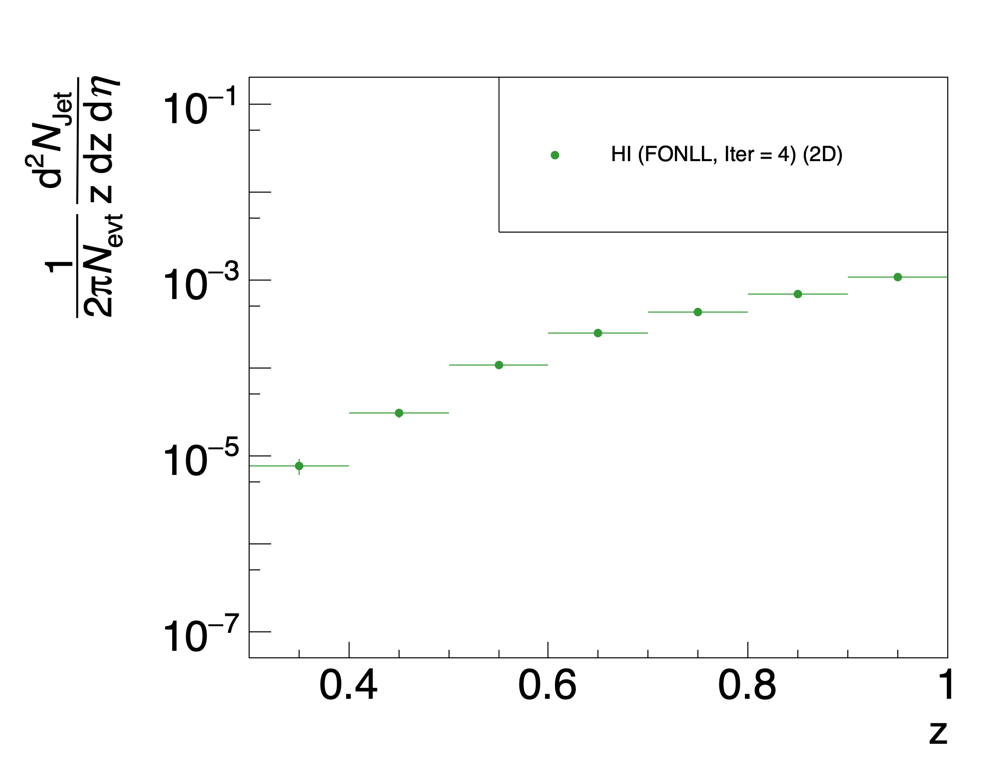 1/(2πN_evt) d²N_Jet/(z dz dη)
10⁻¹
HI (FONLL, Iter = 4) (2D)
10⁻³
10⁻⁵
10⁻⁷
0.4 0.6 0.8 1
z